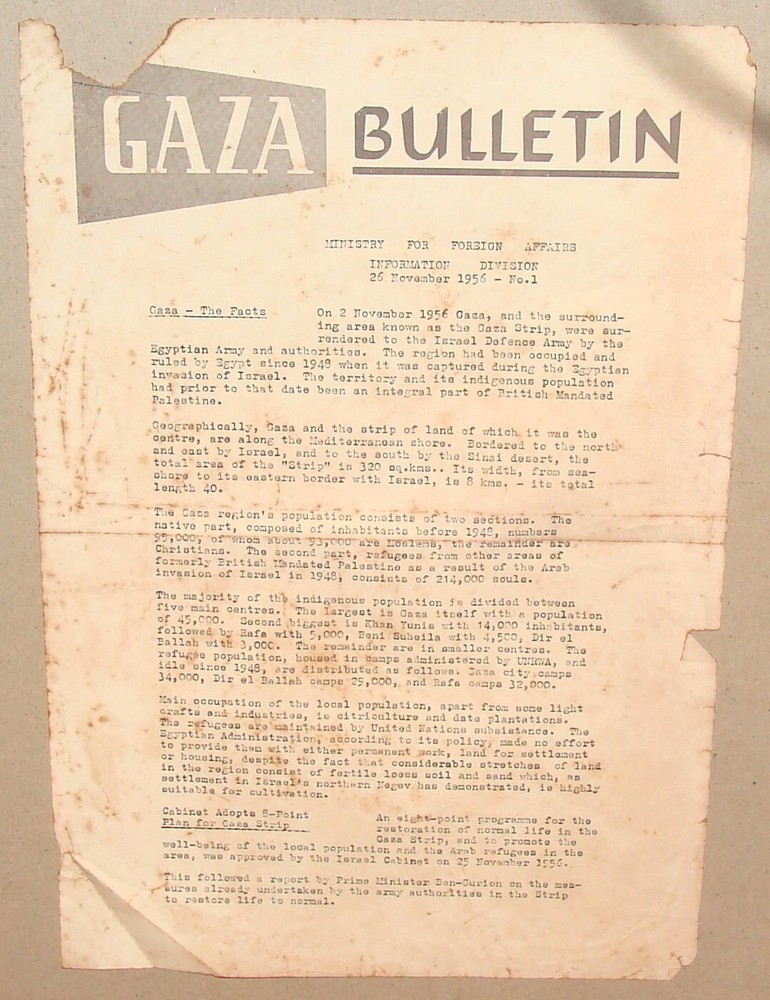 GAZA BULLETIN
MINISTRY FOR FOREIGN AFFAIRS
INFORMATION DIVISION
26 November 1956 - No.1
Gaza - The Facts On 2 November 1956 Gaza, and the surround-
ing area known as the Gaza Strip, were sur-
rendered to the Israel Defence Army by the
Egyptian Army and authorities. The region had been occupied and
ruled by Egypt since 1948 when it was captured during the Egyptian
invasion of Israel. The territory and its indigenous population
had prior to that date been an integral part of British Mandated
Palestine.
Geographically, Gaza and the strip of land of which it was the
centre, are along the Mediterranean shore. Bordered to the north
and east by Israel, and to the south by the Sinai desert, the
total area of the "Strip" is 320 sq.kms.. Its width, from sea-
shore to its eastern border with Israel, is 8 kms. - its total
length 40.
The Gaza region's population consists of two sections. The
native part, composed of inhabitants before 1948, numbers
95,000, of whom about 93,000 are Moslems, the remainder are
Christians. The second part, refugees from other areas of
formerly British Mandated Palestine as a result of the Arab
invasion of Israel in 1948, consists of 214,000 souls.
The majority of the indigenous population is divided between
five main centres. The largest is Gaza itself with a population
of 45,000. Second biggest is Khan Yunis with 14,000 inhabitants,
followed by Rafa with 5,000, Beni Suheila with 4,500, Dir el
Ballah with 3,000. The remainder are in smaller centres. The
refugee population, housed in camps administered by UNRWA, and
idle since 1948, are distributed as follows: Gaza city camps
34,000, Dir el Ballah camps 29,000, and Rafa camps 32,000.
Main occupation of the local population, apart from some light
crafts and industries, is citriculture and date plantations.
The refugees are maintained by United Nations subsistance. The
Egyptian Administration, according to its policy, made no effort
to provide them with either permanent work, land for settlement
or housing, despite the fact that considerable stretches of land
in the region consist of fertile loess soil and sand which, as
settlement in Israel's northern Negev has demonstrated, is highly
suitable for cultivation.
Cabinet Adopts 8-Point An eight-point programme for the
Plan for Gaza Strip restoration of normal life in the
Gaza Strip, and to promote the
well-being of the local population and the Arab refugees in the
area, was approved by the Israel Cabinet on 25 November 1956.
This followed a report by Prime Minister Ben-Gurion on the mea-
sures already undertaken by the army authorities in the Strip
to restore life to normal.